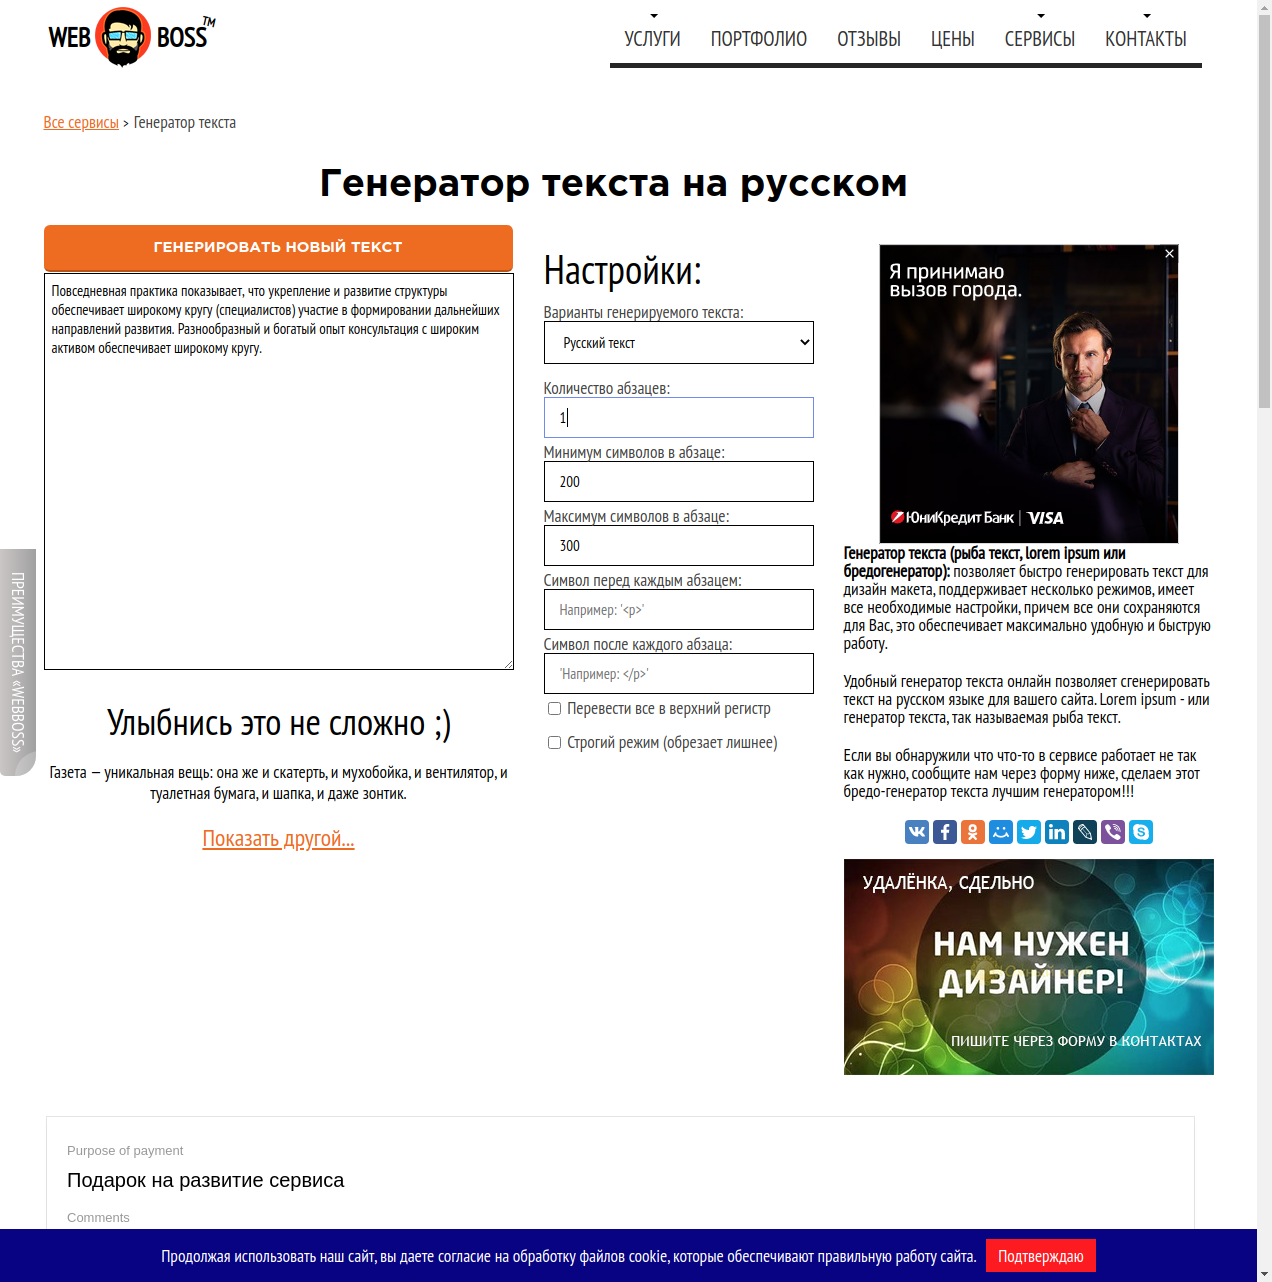 WEB BOSS™
УСЛУГИ ПОРТФОЛИО ОТЗЫВЫ ЦЕНЫ СЕРВИСЫ КОНТАКТЫ
Все сервисы > Генератор текста
Генератор текста на русском
ГЕНЕРИРОВАТЬ НОВЫЙ ТЕКСТ
Повседневная практика показывает, что укрепление и развитие структуры
обеспечивает широкому кругу (специалистов) участие в формировании дальнейших
направлений развития. Разнообразный и богатый опыт консультация с широким
активом обеспечивает широкому кругу.
Улыбнись это не сложно ;)
Газета — уникальная вещь: она же и скатерть, и мухобойка, и вентилятор, и
туалетная бумага, и шапка, и даже зонтик.
Показать другой...
ПРЕИМУЩЕСТВА «WEBBOSS»
Настройки:
Варианты генерируемого текста:
Русский текст
Количество абзацев:
1
Минимум символов в абзаце:
200
Максимум символов в абзаце:
300
Символ перед каждым абзацем:
Например: '<p>'
Символ после каждого абзаца:
'Например: </p>'
Перевести все в верхний регистр
Строгий режим (обрезает лишнее)
Я принимаю
вызов города.
ЮниКредит Банк | VISA
Генератор текста (рыба текст, lorem ipsum или
бредогенератор): позволяет быстро генерировать текст для
дизайн макета, поддерживает несколько режимов, имеет
все необходимые настройки, причем все они сохраняются
для Вас, это обеспечивает максимально удобную и быструю
работу.
Удобный генератор текста онлайн позволяет сгенерировать
текст на русском языке для вашего сайта. Lorem ipsum - или
генератор текста, так называемая рыба текст.
Если вы обнаружили что что-то в сервисе работает не так
как нужно, сообщите нам через форму ниже, сделаем этот
бредо-генератор текста лучшим генератором!!!
УДАЛЁНКА, СДЕЛЬНО
НАМ НУЖЕН
ДИЗАЙНЕР!
ПИШИТЕ ЧЕРЕЗ ФОРМУ В КОНТАКТАХ
Purpose of payment
Подарок на развитие сервиса
Comments
Продолжая использовать наш сайт, вы даете согласие на обработку файлов cookie, которые обеспечивают правильную работу сайта. Подтверждаю